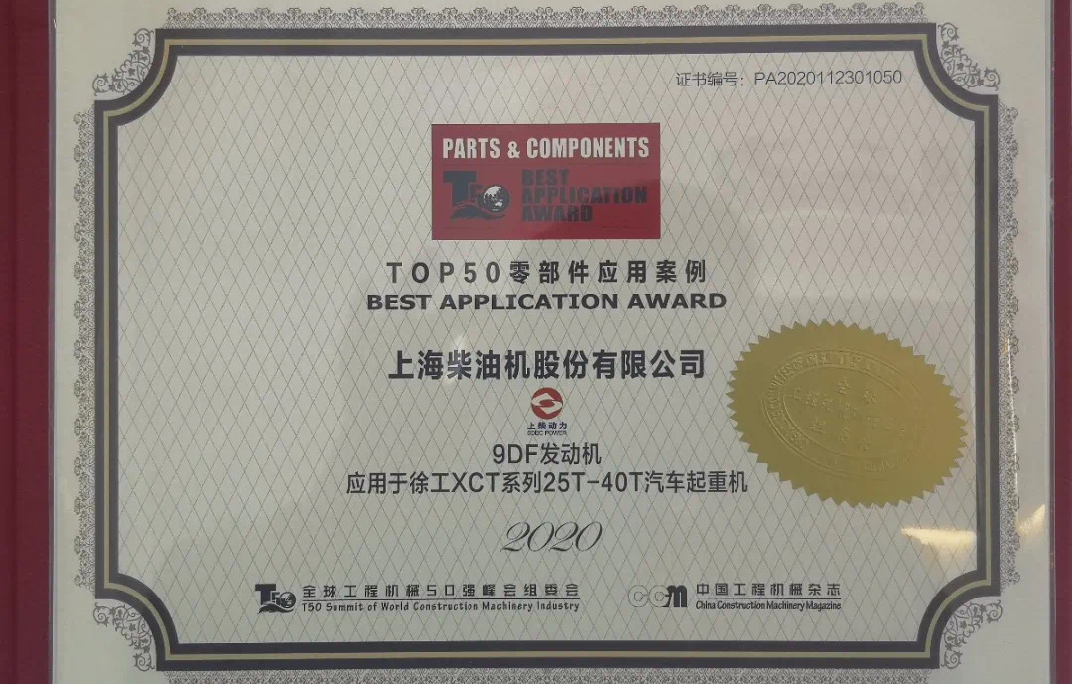 证书编号：PA2020112301050
PARTS & COMPONENTS
T50
BEST
APPLICATION
AWARD
TOP50零部件应用案例
BEST APPLICATION AWARD
上海柴油机股份有限公司
上柴动力
SDEC POWER
9DF发动机
应用于徐工XCT系列25T-40T汽车起重机
2020
T50 全球工程机械50强峰会组委会
T50 Summit of World Construction Machinery Industry
CCM 中国工程机械杂志
China Construction Machinery Magazine